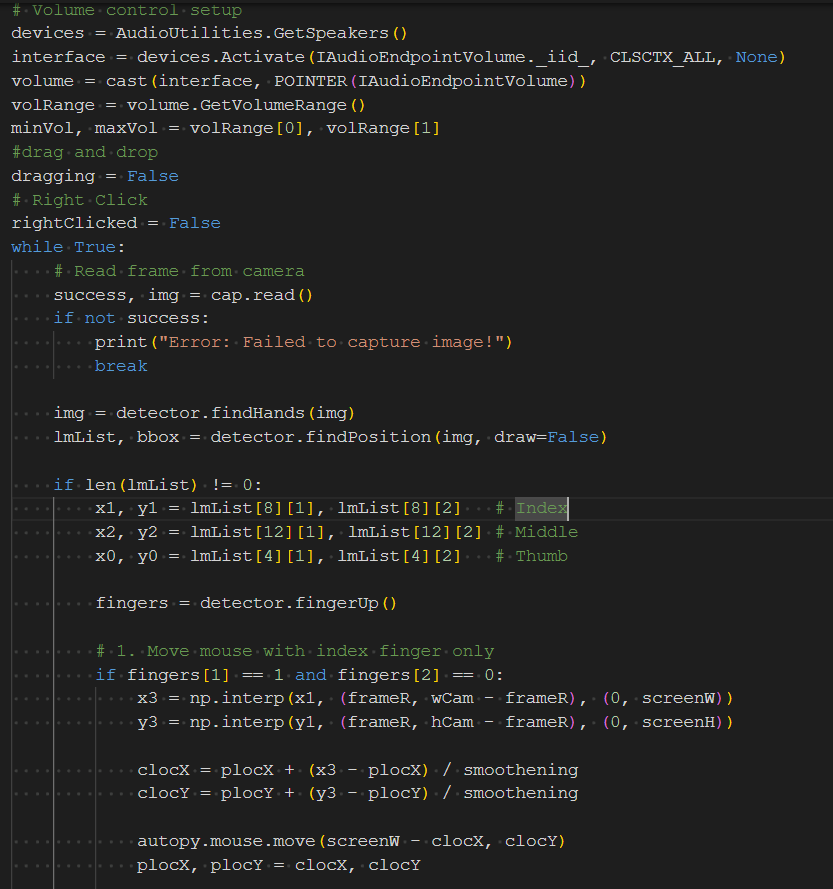 # Volume control setup
devices = AudioUtilities.GetSpeakers()
interface = devices.Activate(IAudioEndpointVolume._iid_, CLSCTX_ALL, None)
volume = cast(interface, POINTER(IAudioEndpointVolume))
volRange = volume.GetVolumeRange()
minVol, maxVol = volRange[0], volRange[1]
#drag and drop
dragging = False
# Right Click
rightClicked = False
while True:
    # Read frame from camera
    success, img = cap.read()
    if not success:
        print("Error: Failed to capture image!")
        break

    img = detector.findHands(img)
    lmList, bbox = detector.findPosition(img, draw=False)

    if len(lmList) != 0:
        x1, y1 = lmList[8][1], lmList[8][2]   # Index
        x2, y2 = lmList[12][1], lmList[12][2] # Middle
        x0, y0 = lmList[4][1], lmList[4][2]   # Thumb

        fingers = detector.fingerUp()

        # 1. Move mouse with index finger only
        if fingers[1] == 1 and fingers[2] == 0:
            x3 = np.interp(x1, (frameR, wCam - frameR), (0, screenW))
            y3 = np.interp(y1, (frameR, hCam - frameR), (0, screenH))

            clocX = plocX + (x3 - plocX) / smoothening
            clocY = plocY + (y3 - plocY) / smoothening

            autopy.mouse.move(screenW - clocX, clocY)
            plocX, plocY = clocX, clocY